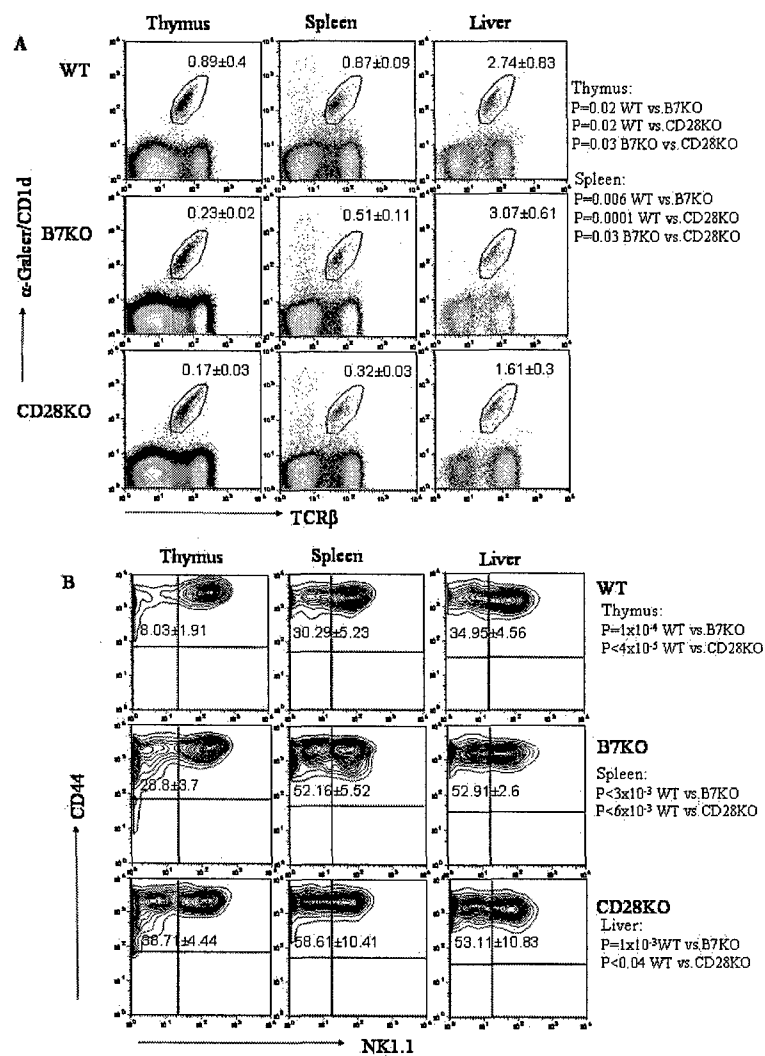 Thymus Spleen Liver
A
WT
0.89±0.4 0.87±0.09 2.74±0.83
Thymus:
P=0.02 WT vs.B7KO
P=0.02 WT vs.CD28KO
P=0.03 B7KO vs.CD28KO
Spleen:
P=0.006 WT vs.B7KO
P=0.0001 WT vs.CD28KO
P=0.03 B7KO vs.CD28KO
B7KO
0.23±0.02 0.51±0.11 3.07±0.61
α-Galcer/CD1d
CD28KO
0.17±0.03 0.32±0.03 1.61±0.3
TCRβ
Thymus Spleen Liver
B
8.03±1.91 30.29±5.23 34.95±4.56
WT
Thymus:
P=1x10⁻⁴ WT vs.B7KO
P<4x10⁻⁵ WT vs.CD28KO
28.8±3.7 52.16±5.52 52.91±2.6
B7KO
Spleen:
P<3x10⁻³ WT vs.B7KO
P<6x10⁻³ WT vs.CD28KO
CD44
38.71±4.44 58.61±10.41 53.11±10.83
CD28KO
Liver:
P=1x10⁻³WT vs.B7KO
P<0.04 WT vs.CD28KO
NK1.1